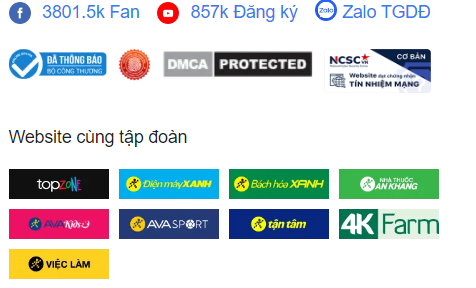 3801.5k Fan
857k Đăng ký
Zalo
Zalo TGDĐ
ĐÃ THÔNG BÁO
BỘ CÔNG THƯƠNG
DMCA PROTECTED
NCSC.VN
CƠ BẢN
Website đạt chứng nhận
TÍN NHIỆM MẠNG
Website cùng tập đoàn
topZONE
Điện máy XANH
Bách hóa XANH
NHÀ THUỐC
AN KHANG
AVAKids
AVASPORT
tận tâm
4K Farm
VIỆC LÀM